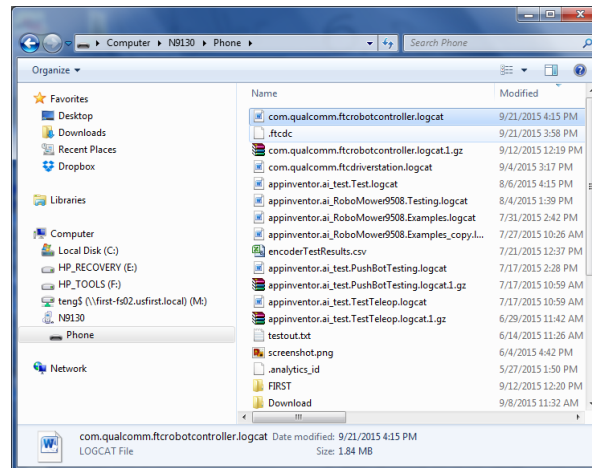 Computer ▸ N9130 ▸ Phone ▸
Search Phone
Organize
Favorites
Desktop
Downloads
Recent Places
Dropbox
Libraries
Computer
Local Disk (C:)
HP_RECOVERY (E:)
HP_TOOLS (F:)
teng$ (\\first-fs02.usfirst.local) (M:)
N9130
Phone
Network
Name Modified
com.qualcomm.ftcrobotcontroller.logcat 9/21/2015 4:15 PM
.ftcdc 9/21/2015 3:58 PM
com.qualcomm.ftcrobotcontroller.logcat.1.gz 9/12/2015 12:19 PM
com.qualcomm.ftcdriverstation.logcat 9/4/2015 3:17 PM
appinventor.ai_test.Test.logcat 8/6/2015 4:15 PM
appinventor.ai_RoboMower9508.Testing.logcat 8/4/2015 1:39 PM
appinventor.ai_RoboMower9508.Examples.logcat 7/31/2015 2:42 PM
appinventor.ai_RoboMower9508.Examples_copy.l... 7/27/2015 10:26 AM
encoderTestResults.csv 7/21/2015 12:37 PM
appinventor.ai_test.PushBotTesting.logcat 7/17/2015 2:28 PM
appinventor.ai_test.PushBotTesting.logcat.1.gz 7/17/2015 10:59 AM
appinventor.ai_test.TestTeleop.logcat 7/17/2015 10:59 AM
appinventor.ai_test.TestTeleop.logcat.1.gz 6/29/2015 11:42 AM
testout.txt 6/14/2015 11:26 AM
screenshot.png 6/4/2015 4:42 PM
.analytics_id 5/27/2015 1:50 PM
FIRST 9/12/2015 12:20 PM
Download 9/8/2015 11:32 AM
com.qualcomm.ftcrobotcontroller.logcat Date modified: 9/21/2015 4:15 PM
LOGCAT File Size: 1.84 MB